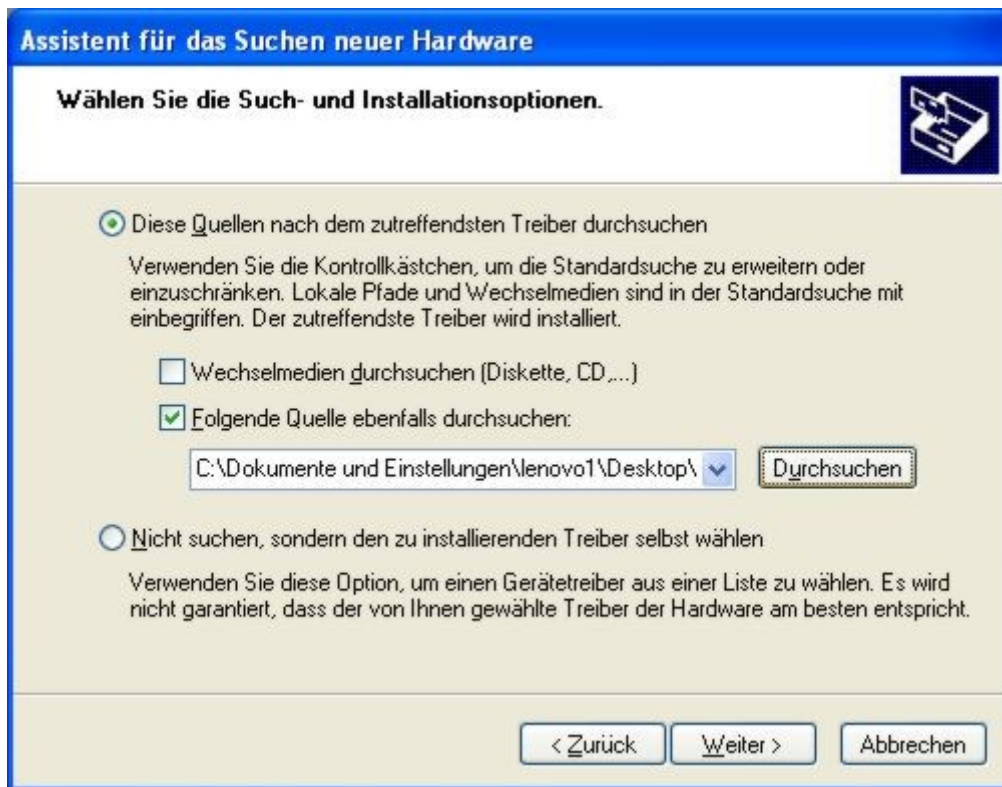 Assistent für das Suchen neuer Hardware
Wählen Sie die Such- und Installationsoptionen.
Diese Quellen nach dem zutreffendsten Treiber durchsuchen
Verwenden Sie die Kontrollkästchen, um die Standardsuche zu erweitern oder
einzuschränken. Lokale Pfade und Wechselmedien sind in der Standardsuche mit
einbegriffen. Der zutreffendste Treiber wird installiert.
Wechselmedien durchsuchen (Diskette, CD,...)
Folgende Quelle ebenfalls durchsuchen:
C:\Dokumente und Einstellungen\lenovo1\Desktop\ Durchsuchen
Nicht suchen, sondern den zu installierenden Treiber selbst wählen
Verwenden Sie diese Option, um einen Gerätetreiber aus einer Liste zu wählen. Es wird
nicht garantiert, dass der von Ihnen gewählte Treiber der Hardware am besten entspricht.
< Zurück Weiter > Abbrechen